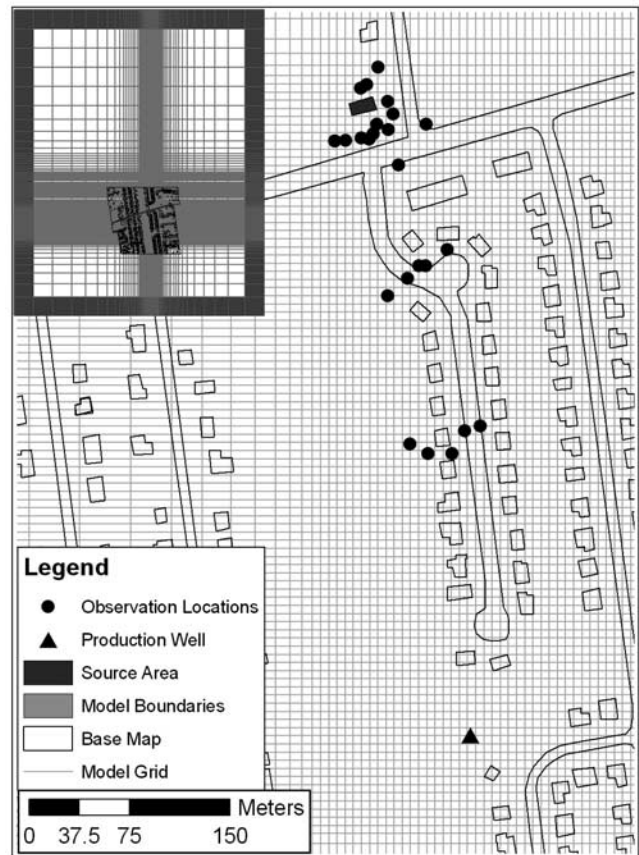 Legend
Observation Locations
Production Well
Source Area
Model Boundaries
Base Map
Model Grid
Meters
0 37.5 75 150